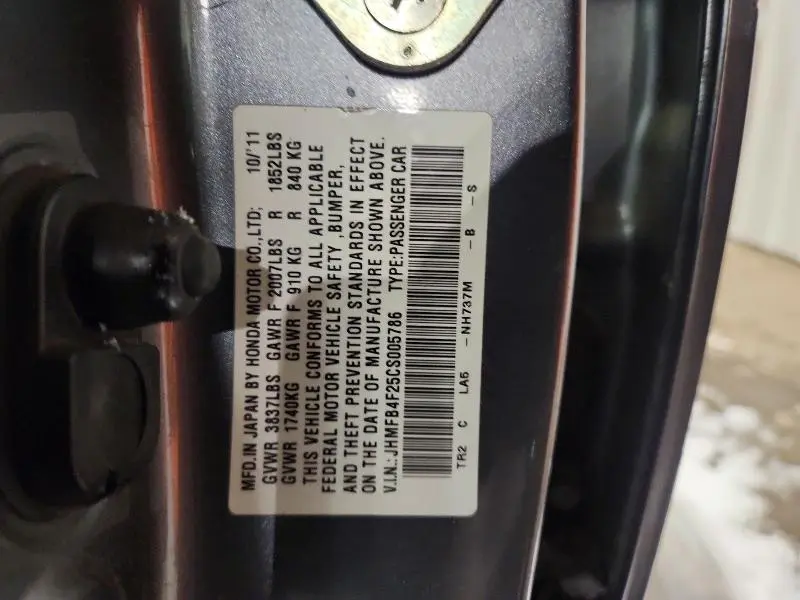 MFD.IN JAPAN BY HONDA MOTOR CO.,LTD; 10/'11
GVWR 3837LBS GAWR F 2007LBS R 1852LBS
GVWR 1740KG GAWR F 910 KG R 840 KG
THIS VEHICLE CONFORMS TO ALL APPLICABLE
FEDERAL MOTOR VEHICLE SAFETY ,BUMPER,
AND THEFT PREVENTION STANDARDS IN EFFECT
ON THE DATE OF MANUFACTURE SHOWN ABOVE.
V.I.N.:JHMFB4F25CS005786 TYPE:PASSENGER CAR
TR2 C LA5 -NH737M -B -S